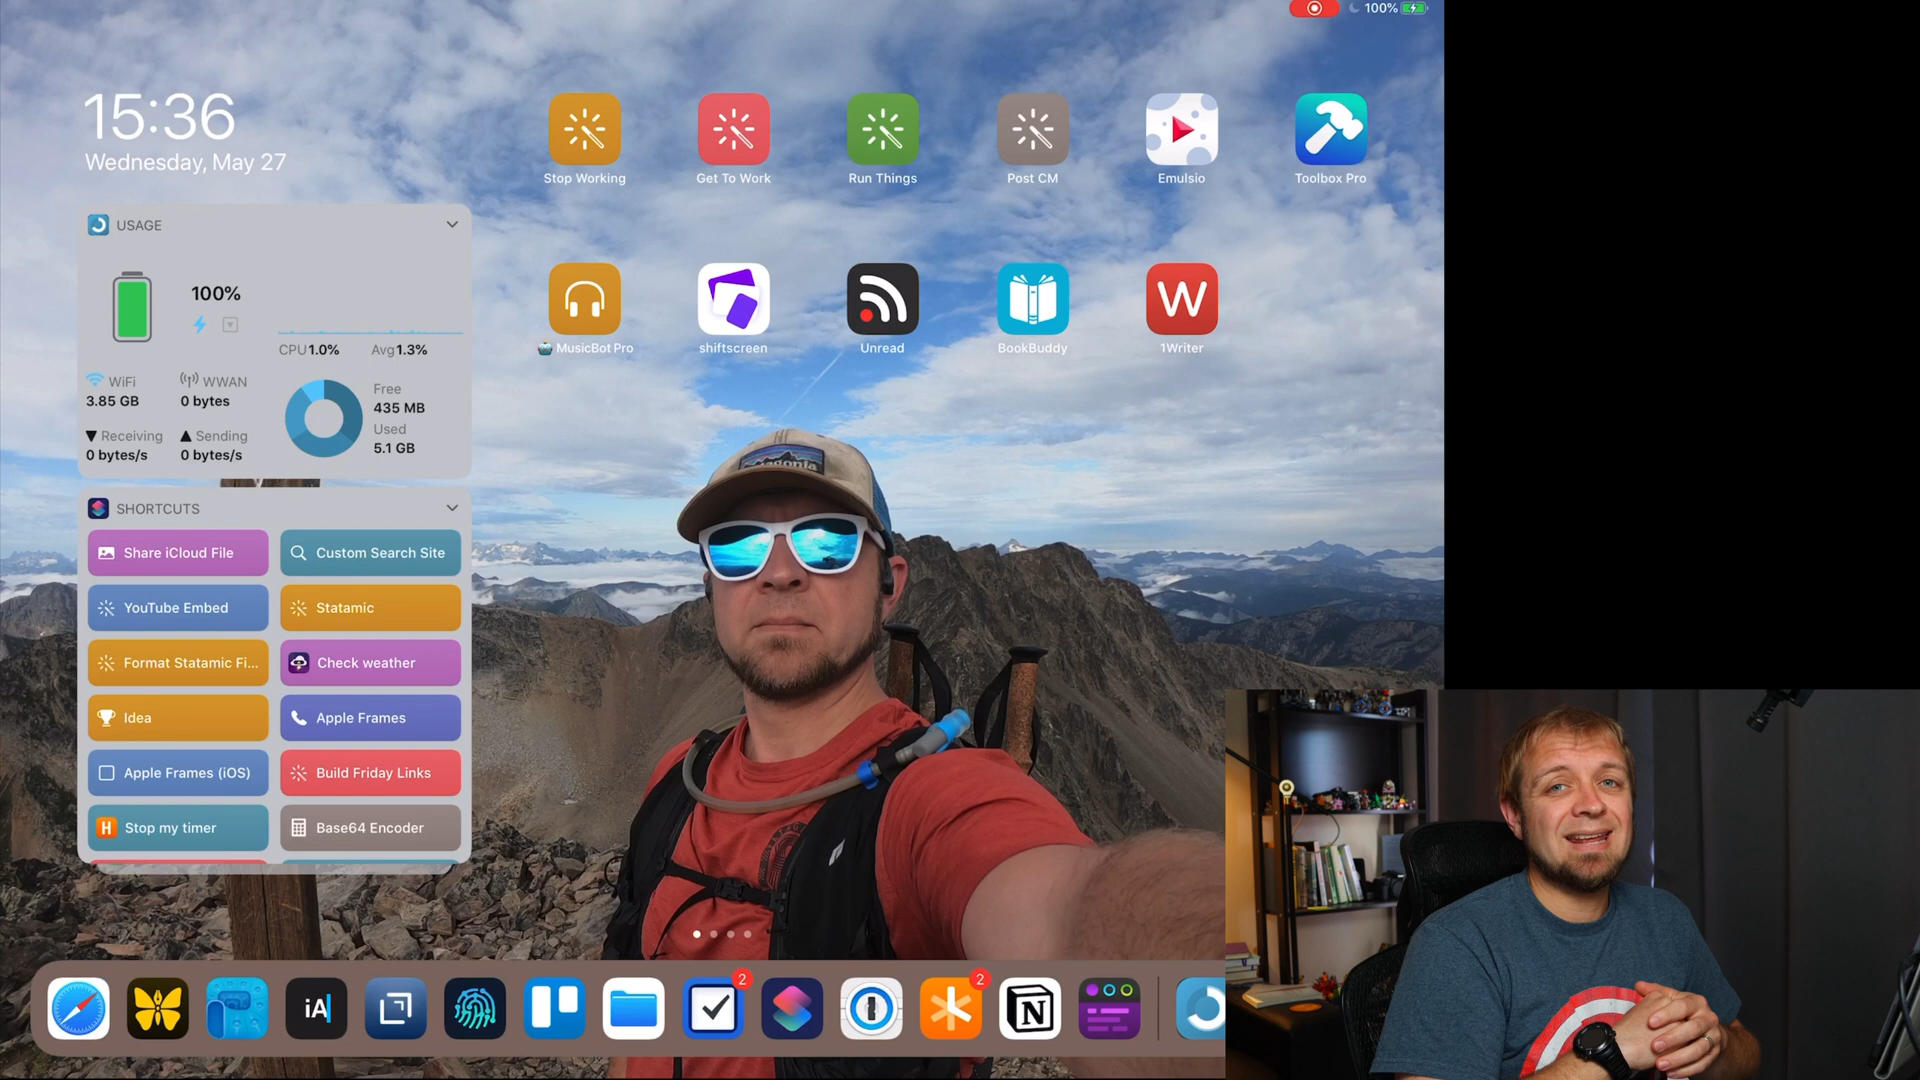 100%
15:36
Wednesday, May 27
Stop Working
Get To Work
Run Things
Post CM
Emulsio
Toolbox Pro
USAGE
100%
CPU 1.0%
Avg 1.3%
WiFi
3.85 GB
WWAN
0 bytes
Receiving
0 bytes/s
Sending
0 bytes/s
Free
435 MB
Used
5.1 GB
MusicBot Pro
shiftscreen
Unread
BookBuddy
W
1Writer
patagonia
SHORTCUTS
Share iCloud File
Custom Search Site
YouTube Embed
Statamic
Format Statamic Fi...
Check weather
Idea
Apple Frames
Apple Frames (iOS)
Build Friday Links
H
Stop my timer
Base64 Encoder
iA
2
2
N